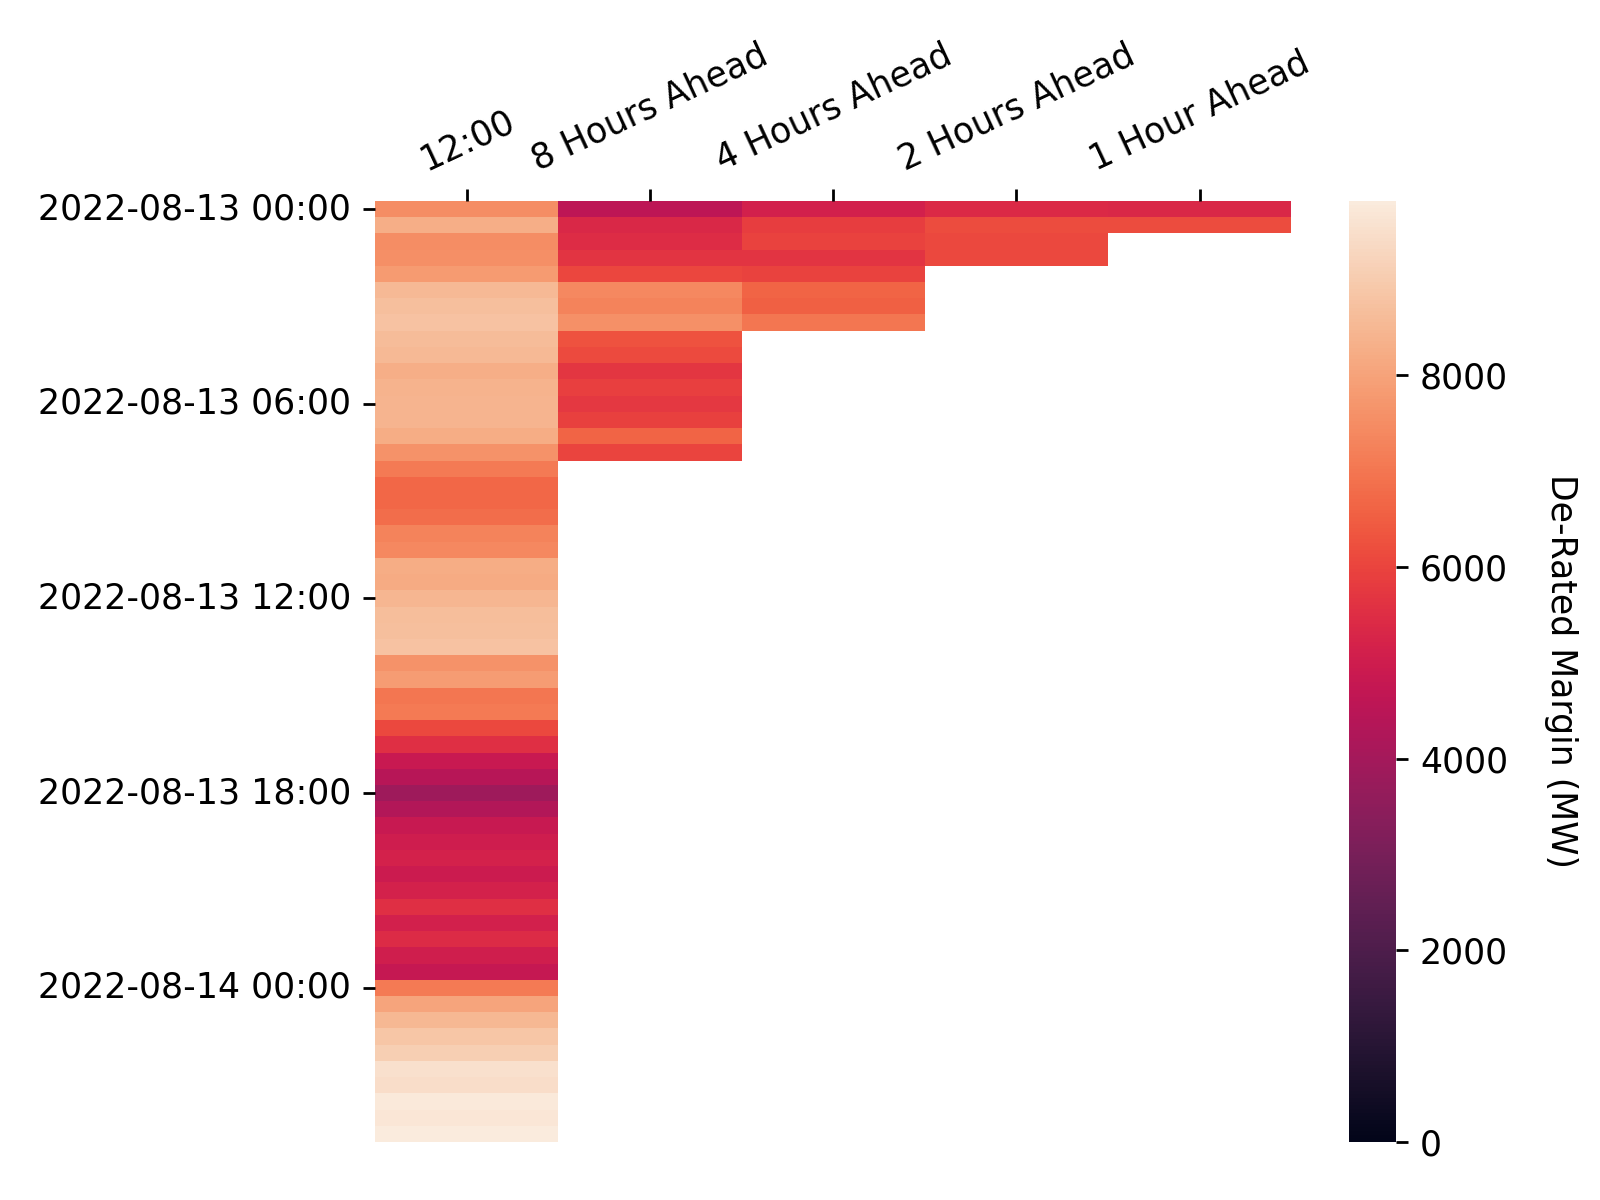 12:00
8 Hours Ahead
4 Hours Ahead
2 Hours Ahead
1 Hour Ahead
2022-08-13 00:00
2022-08-13 06:00
2022-08-13 12:00
2022-08-13 18:00
2022-08-14 00:00
8000
6000
4000
2000
0
De-Rated Margin (MW)